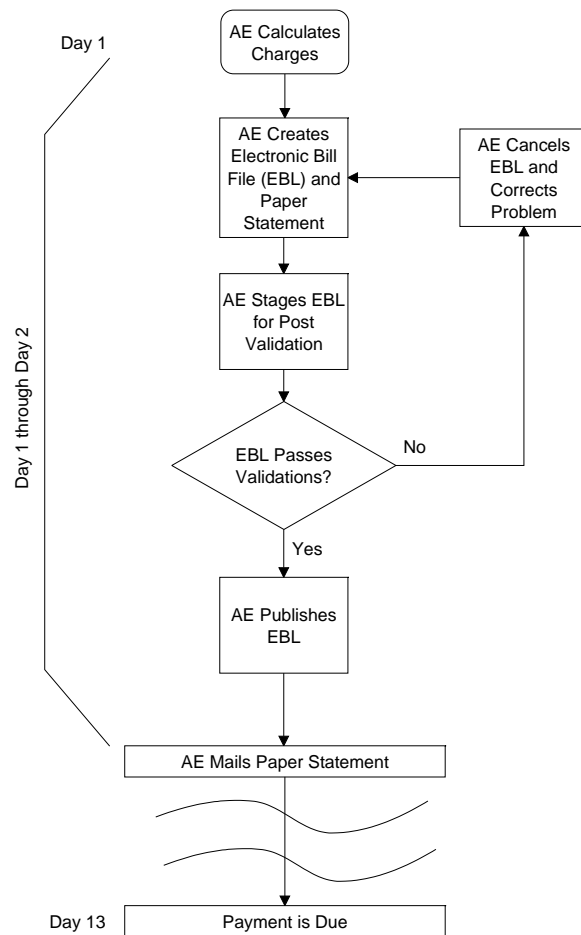 Day 1
AE Calculates
Charges
AE Creates
Electronic Bill
File (EBL) and
Paper
Statement
AE Cancels
EBL and
Corrects
Problem
AE Stages EBL
for Post
Validation
Day 1 through Day 2
EBL Passes
Validations?
No
Yes
AE Publishes
EBL
AE Mails Paper Statement
Day 13
Payment is Due